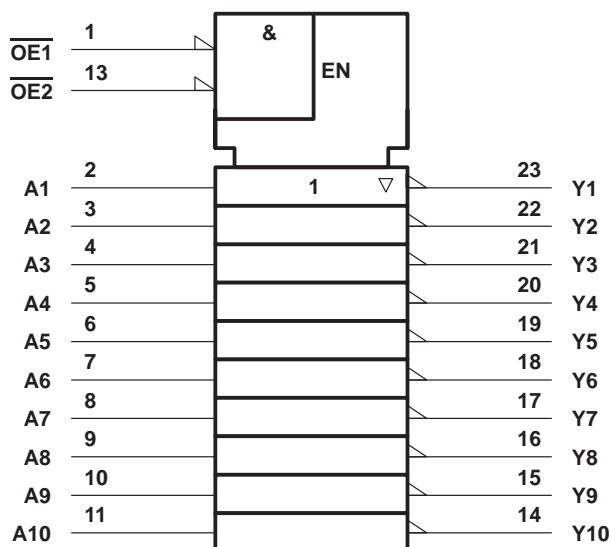 &
EN
OE1 1
OE2 13
A1 2 1 ▽ 23 Y1
A2 3 22 Y2
A3 4 21 Y3
A4 5 20 Y4
A5 6 19 Y5
A6 7 18 Y6
A7 8 17 Y7
A8 9 16 Y8
A9 10 15 Y9
A10 11 14 Y10